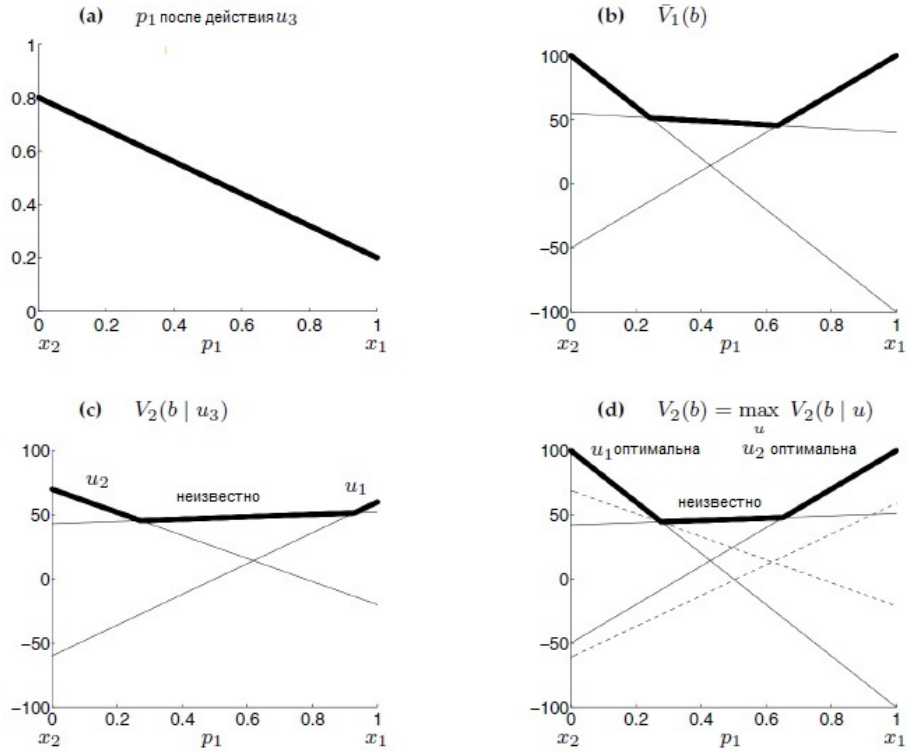 (a) p₁ после действия u₃
1
0.8
0.6
0.4
0.2
0
0 0.2 0.4 0.6 0.8 1
x₂ p₁ x₁
(b) V̄₁(b)
100
50
0
−50
−100
0 0.2 0.4 0.6 0.8 1
x₂ p₁ x₁
(c) V₂(b | u₃)
100
u₂ неизвестно u₁
50
0
−50
−100
0 0.2 0.4 0.6 0.8 1
x₂ p₁ x₁
(d) V₂(b) = max V₂(b | u)
u
u₁ оптимальна u₂ оптимальна
100
неизвестно
50
0
−50
−100
0 0.2 0.4 0.6 0.8 1
x₂ p₁ x₁